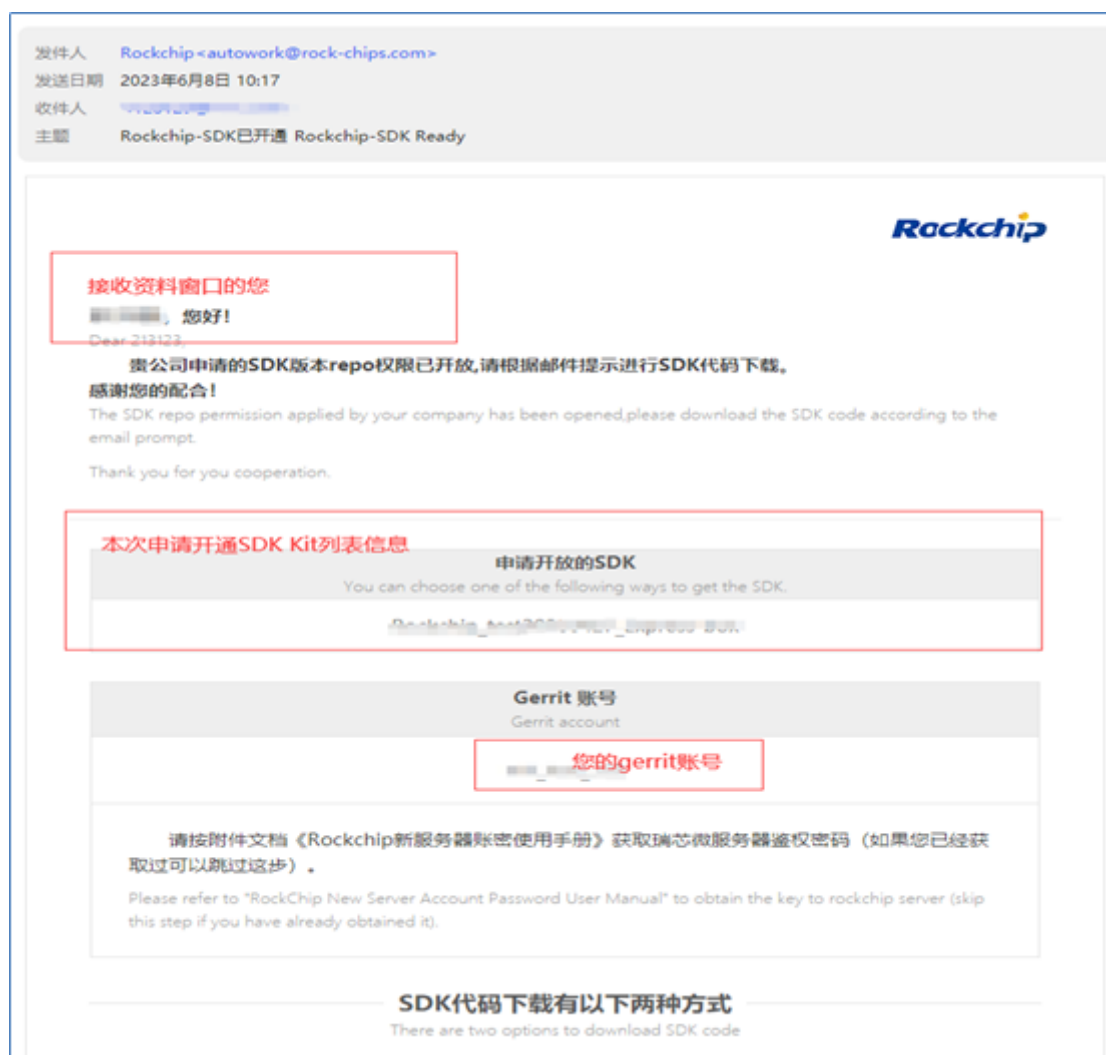 发件人 Rockchip<autowork@rock-chips.com>
发送日期 2023年6月8日 10:17
收件人
主题 Rockchip-SDK已开通 Rockchip-SDK Ready
Rockchip
接收资料窗口的您
, 您好!
Dear 213123,
贵公司申请的SDK版本repo权限已开放,请根据邮件提示进行SDK代码下载。
感谢您的配合!
The SDK repo permission applied by your company has been opened,please download the SDK code according to the
email prompt.
Thank you for you cooperation.
本次申请开通SDK Kit列表信息
申请开放的SDK
You can choose one of the following ways to get the SDK.
Gerrit 账号
Gerrit account
您的gerrit账号
请按附件文档《Rockchip新服务器账密使用手册》获取瑞芯微服务器鉴权密码(如果您已经获
取过可以跳过这步)。
Please refer to "RockChip New Server Account Password User Manual" to obtain the key to rockchip server (skip
this step if you have already obtained it).
SDK代码下载有以下两种方式
There are two options to download SDK code